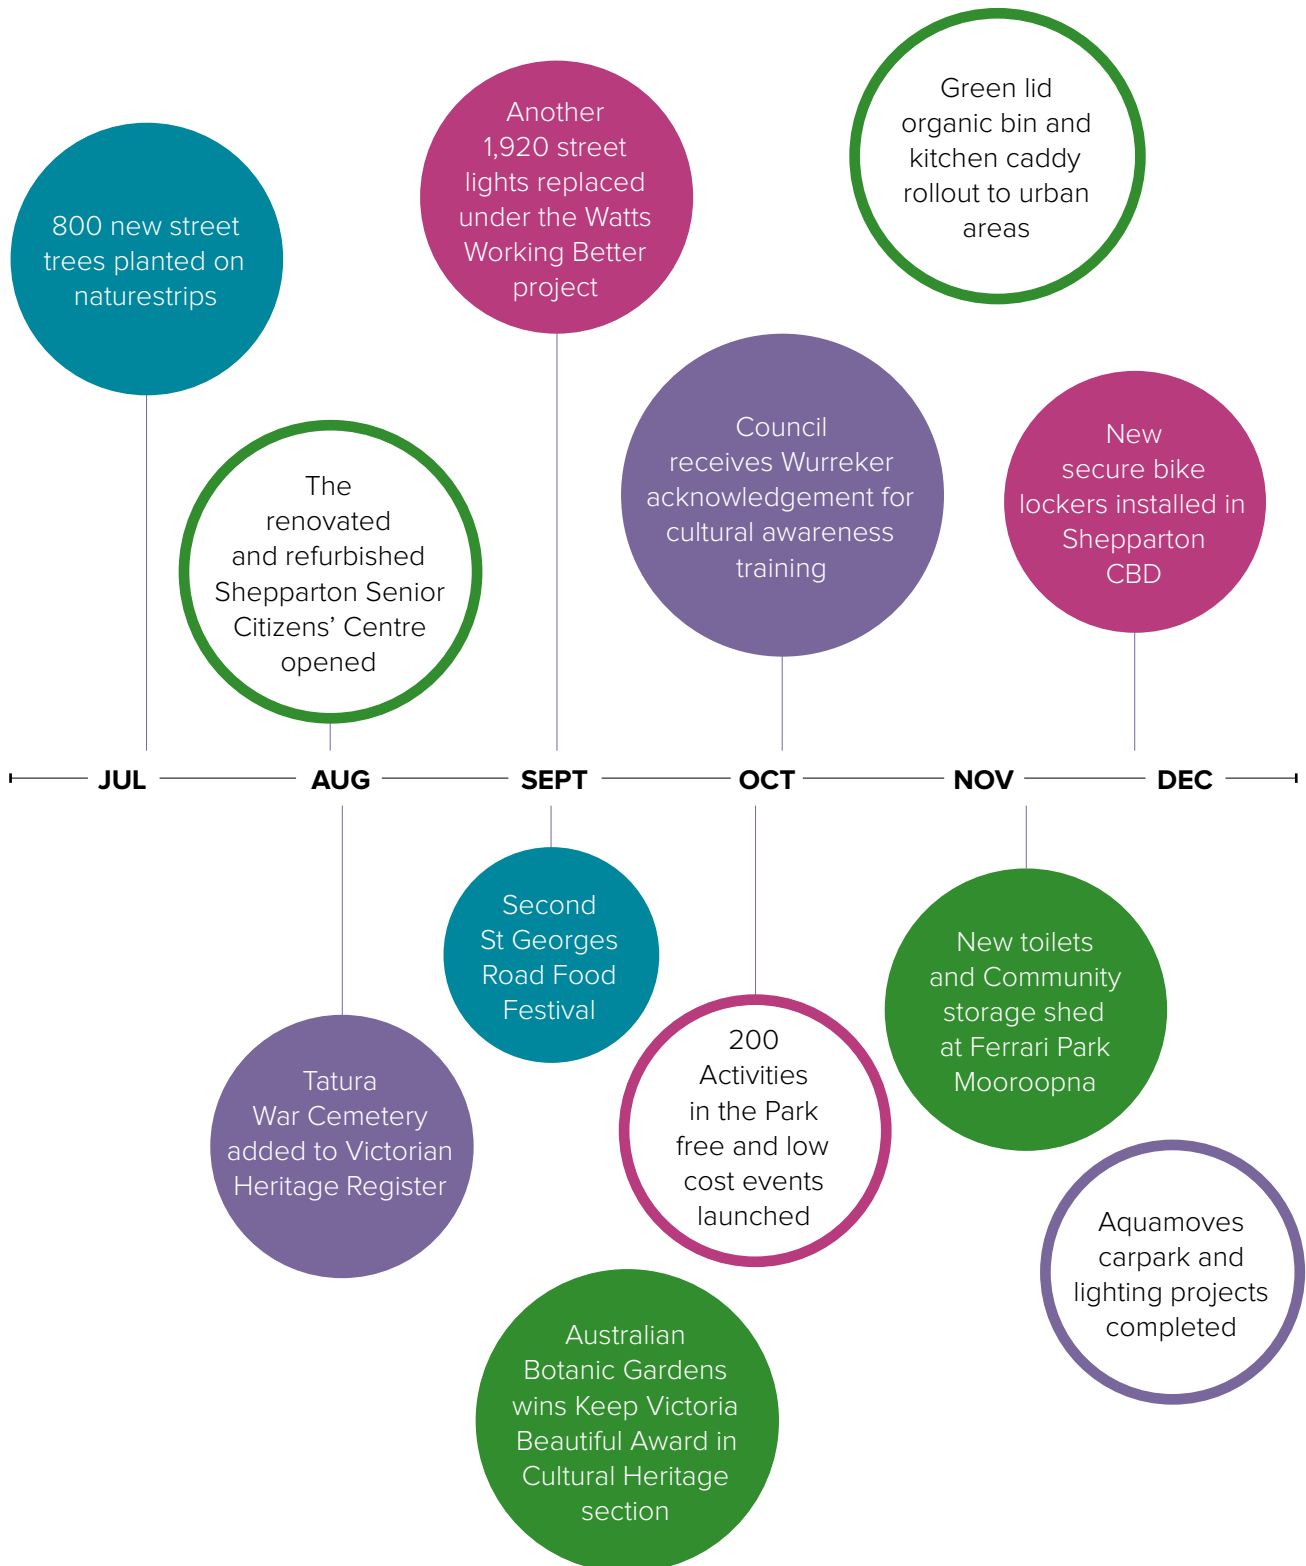 Green lid
organic bin and
kitchen caddy
rollout to urban
areas
Another
1,920 street
lights replaced
under the Watts
Working Better
project
800 new street
trees planted on
naturestrips
Council
receives Wurreker
acknowledgement for
cultural awareness
training
New
secure bike
lockers installed in
Shepparton
CBD
The
renovated
and refurbished
Shepparton Senior
Citizens’ Centre
opened
JUL AUG SEPT OCT NOV DEC
Second
St Georges
Road Food
Festival
New toilets
and Community
storage shed
at Ferrari Park
Mooroopna
200
Activities
in the Park
free and low
cost events
launched
Tatura
War Cemetery
added to Victorian
Heritage Register
Aquamoves
carpark and
lighting projects
completed
Australian
Botanic Gardens
wins Keep Victoria
Beautiful Award in
Cultural Heritage
section